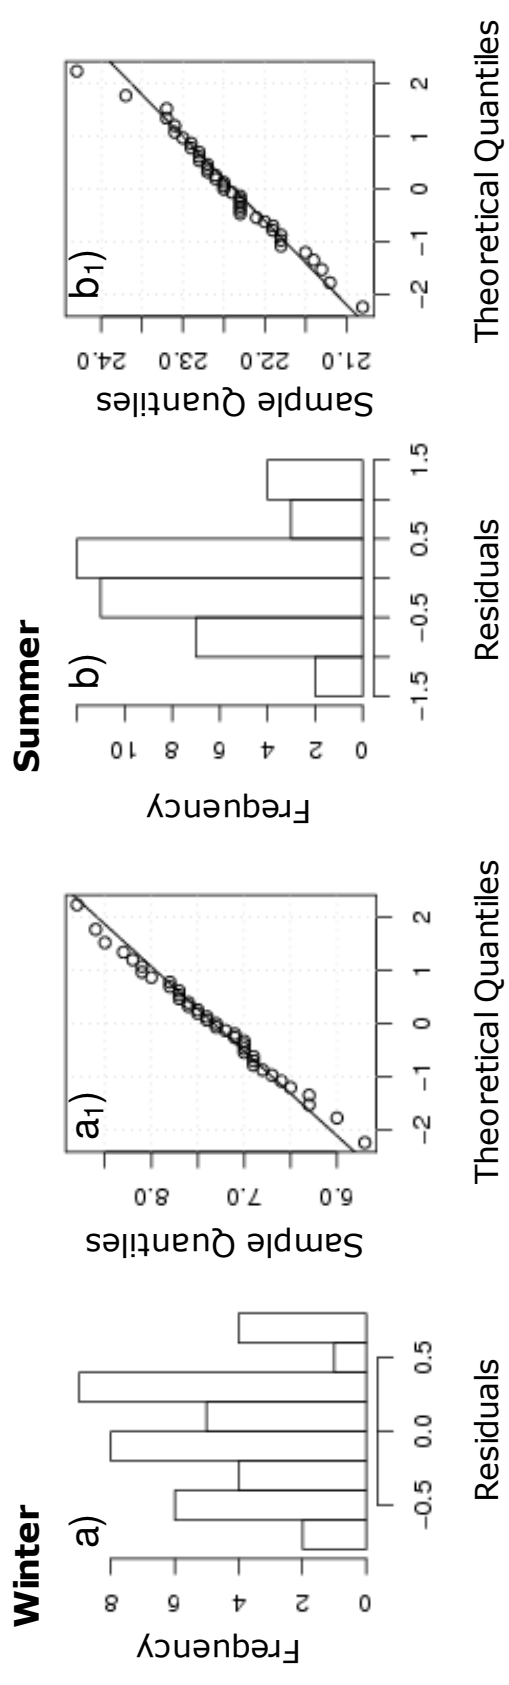 Winter
a)
Frequency
0 2 4 6 8
−0.5 0.0 0.5
Residuals
a1)
Sample Quantiles
6.0 7.0 8.0
−2 −1 0 1 2
Theoretical Quantiles
Summer
b)
Frequency
0 2 4 6 8 10
−1.5 −0.5 0.5 1.5
Residuals
b1)
Sample Quantiles
21.0 22.0 23.0 24.0
−2 −1 0 1 2
Theoretical Quantiles